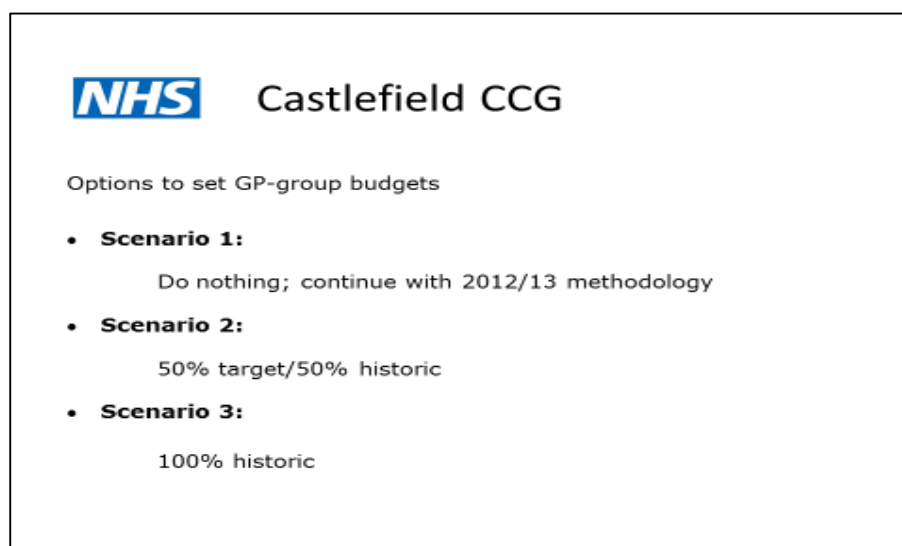 NHS Castlefield CCG
Options to set GP-group budgets
• Scenario 1:
Do nothing; continue with 2012/13 methodology
• Scenario 2:
50% target/50% historic
• Scenario 3:
100% historic